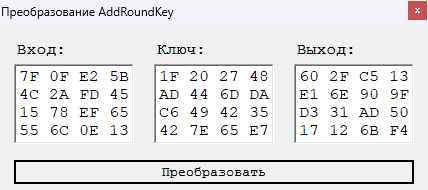 Преобразование AddRoundKey
Вход: Ключ: Выход:
7F 0F E2 5B 1F 20 27 48 60 2F C5 13
4C 2A FD 45 AD 44 6D DA E1 6E 90 9F
15 78 EF 65 C6 49 42 35 D3 31 AD 50
55 6C 0E 13 42 7E 65 E7 17 12 6B F4
Преобразовать